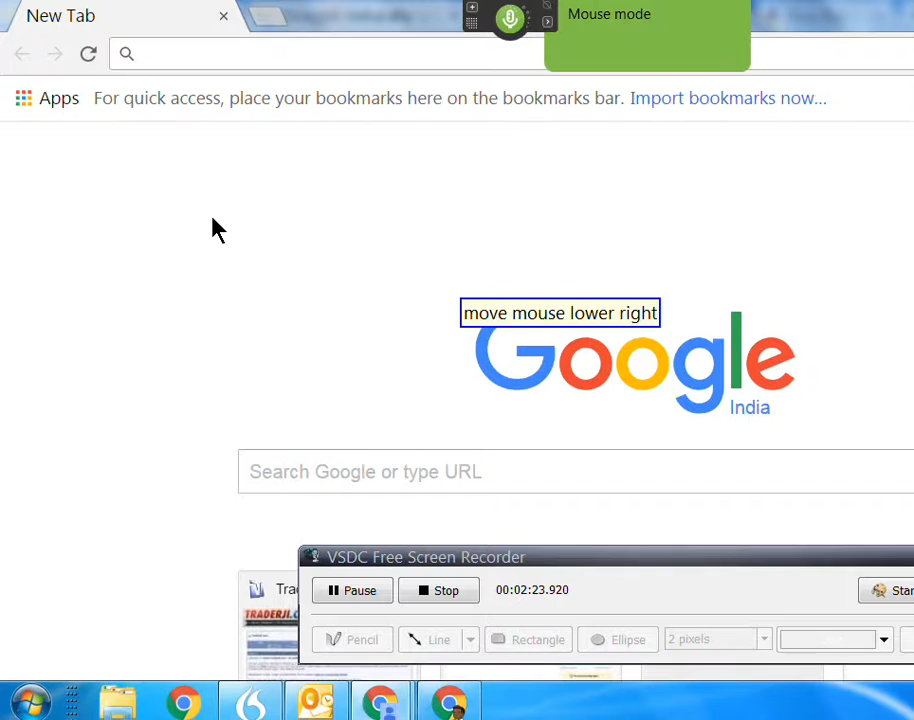 New Tab
Mouse mode
Apps For quick access, place your bookmarks here on the bookmarks bar. Import bookmarks now...
move mouse lower right
Google
India
Search Google or type URL
VSDC Free Screen Recorder
Pause Stop 00:02:23.920 Star
Trad
TRADERJI.C
Pencil Line Rectangle Ellipse 2 pixels